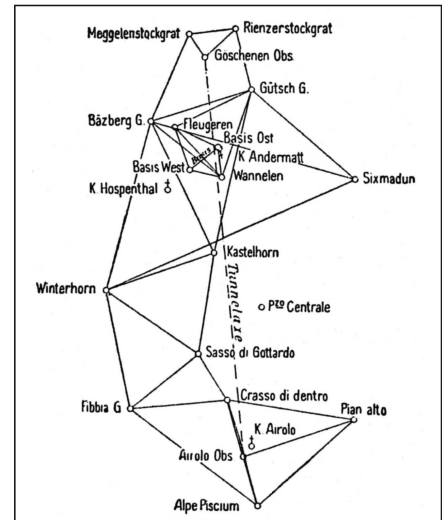 Meggelenstockgrat
Rienzerstockgrat
Göschenen Obs.
Gütsch G.
Bäzberg G.
Fleugeren
Basis Ost
Basis
K Andermatt
Basis West
Wannelen
K. Hospenthal
Sixmadun
Kastelhorn
Winterhorn
Tunnelaxe
Pzo Centrale
Sasso di Gottardo
Fibbia G
Crasso di dentro
Pian alto
K. Airolo
Airolo Obs
Alpe Piscium